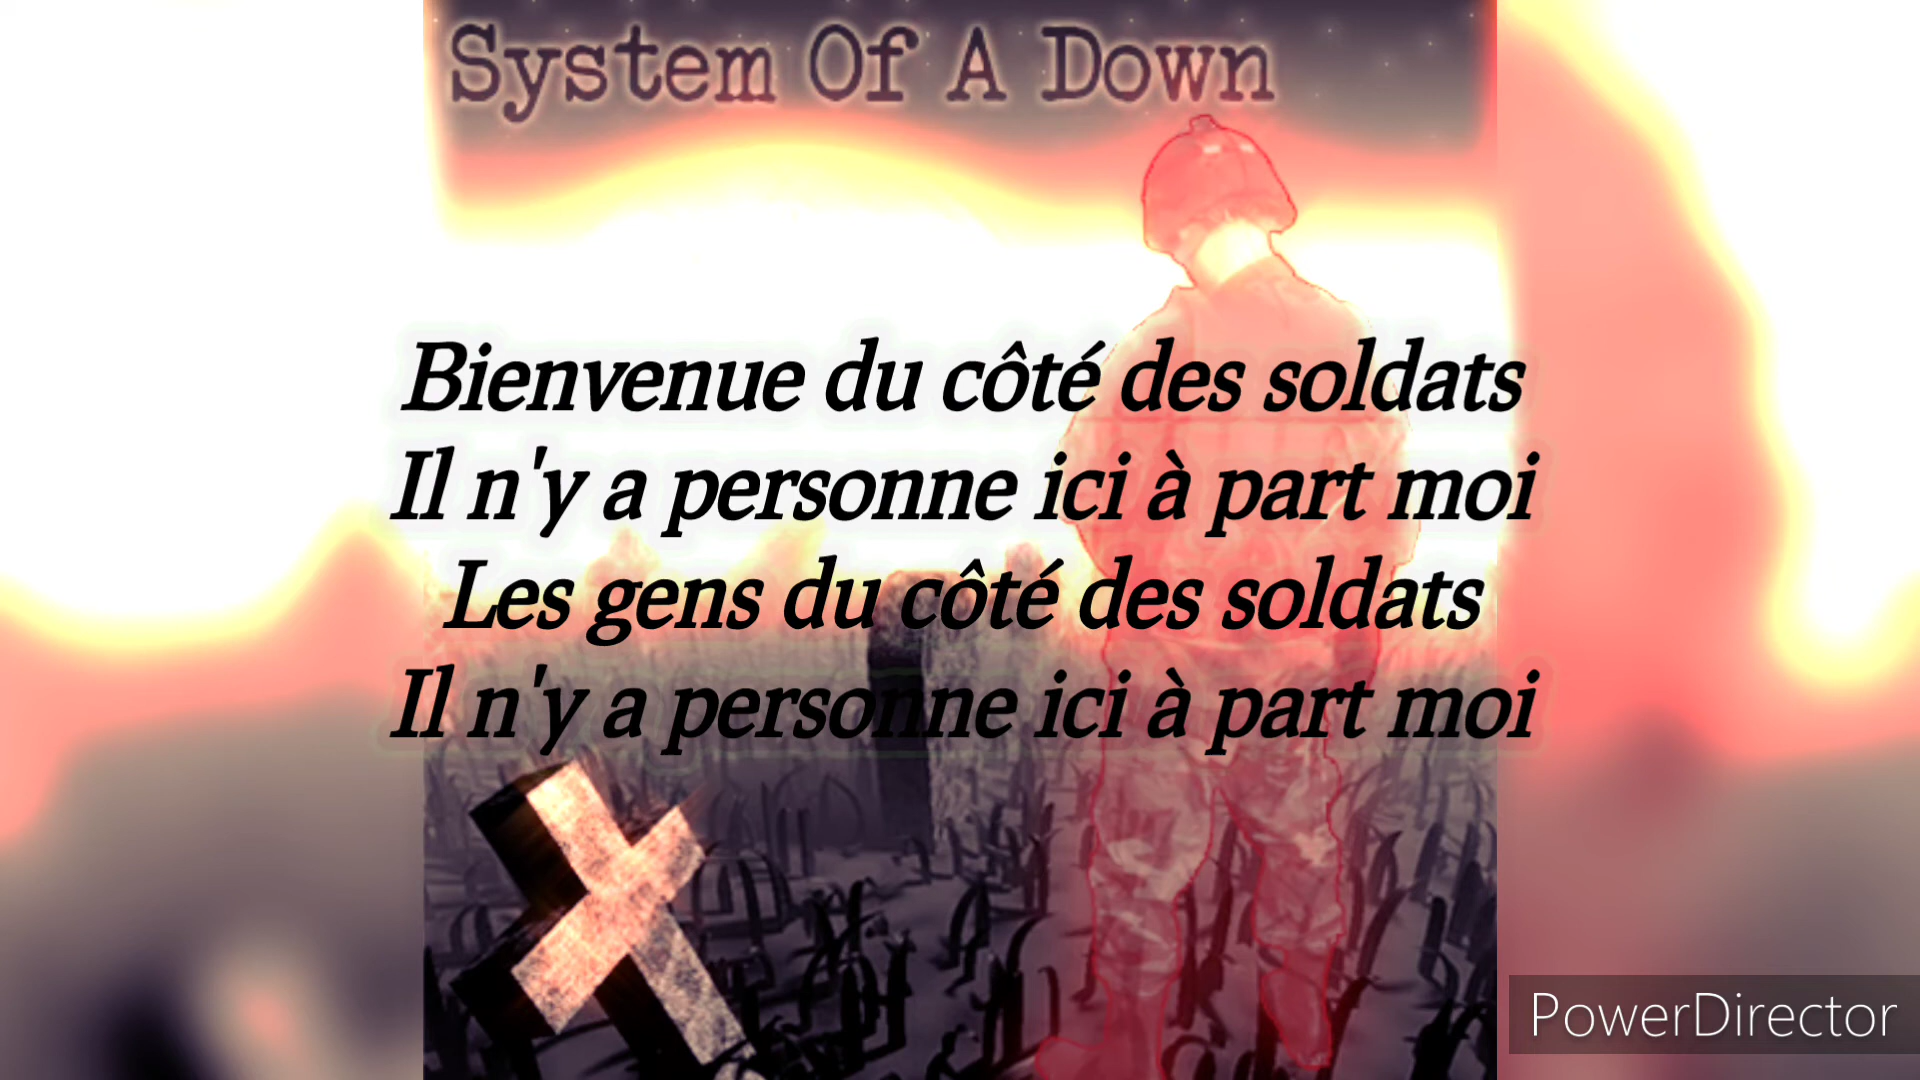 System Of A Down
Bienvenue du côté des soldats
Il n'y a personne ici à part moi
Les gens du côté des soldats
Il n'y a personne ici à part moi
PowerDirector